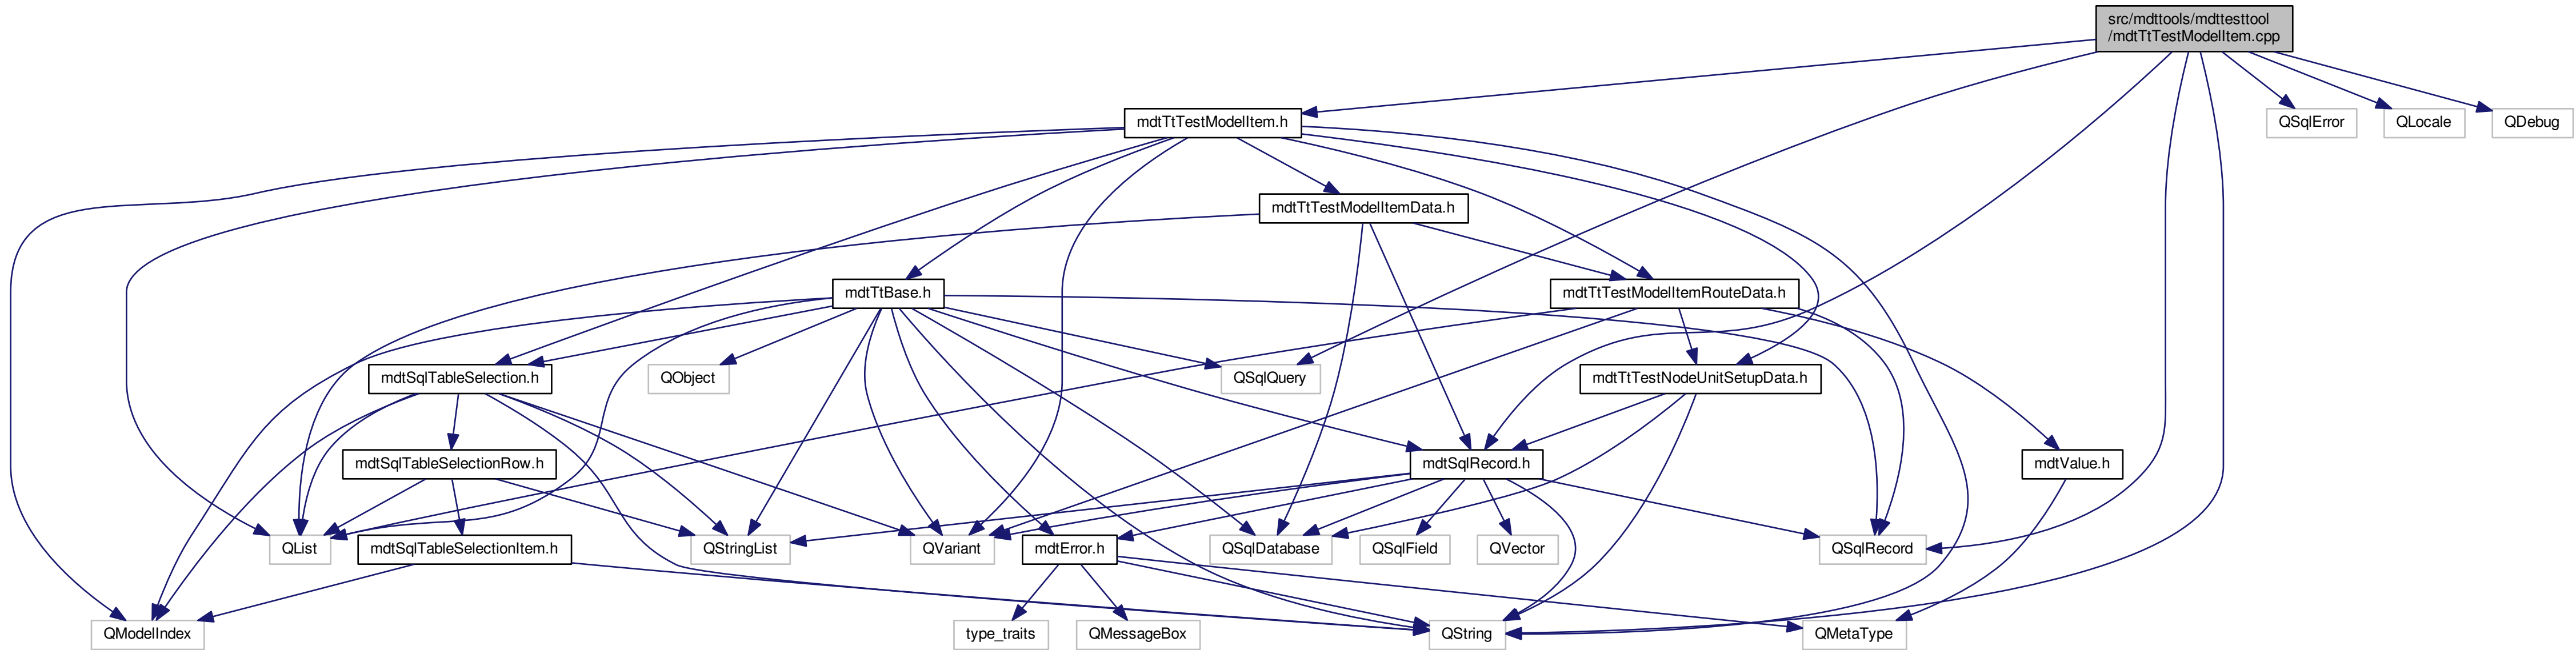 src/mdttools/mdttesttool
/mdtTtTestModelItem.cpp
mdtTtTestModelItem.h
QSqlError
QLocale
QDebug
mdtTtTestModelItemData.h
mdtTtBase.h
mdtTtTestModelItemRouteData.h
mdtSqlTableSelection.h
QObject
QSqlQuery
mdtTtTestNodeUnitSetupData.h
mdtSqlTableSelectionRow.h
mdtSqlRecord.h
mdtValue.h
QList
mdtSqlTableSelectionItem.h
QStringList
QVariant
mdtError.h
QSqlDatabase
QSqlField
QVector
QSqlRecord
QModelIndex
type_traits
QMessageBox
QString
QMetaType